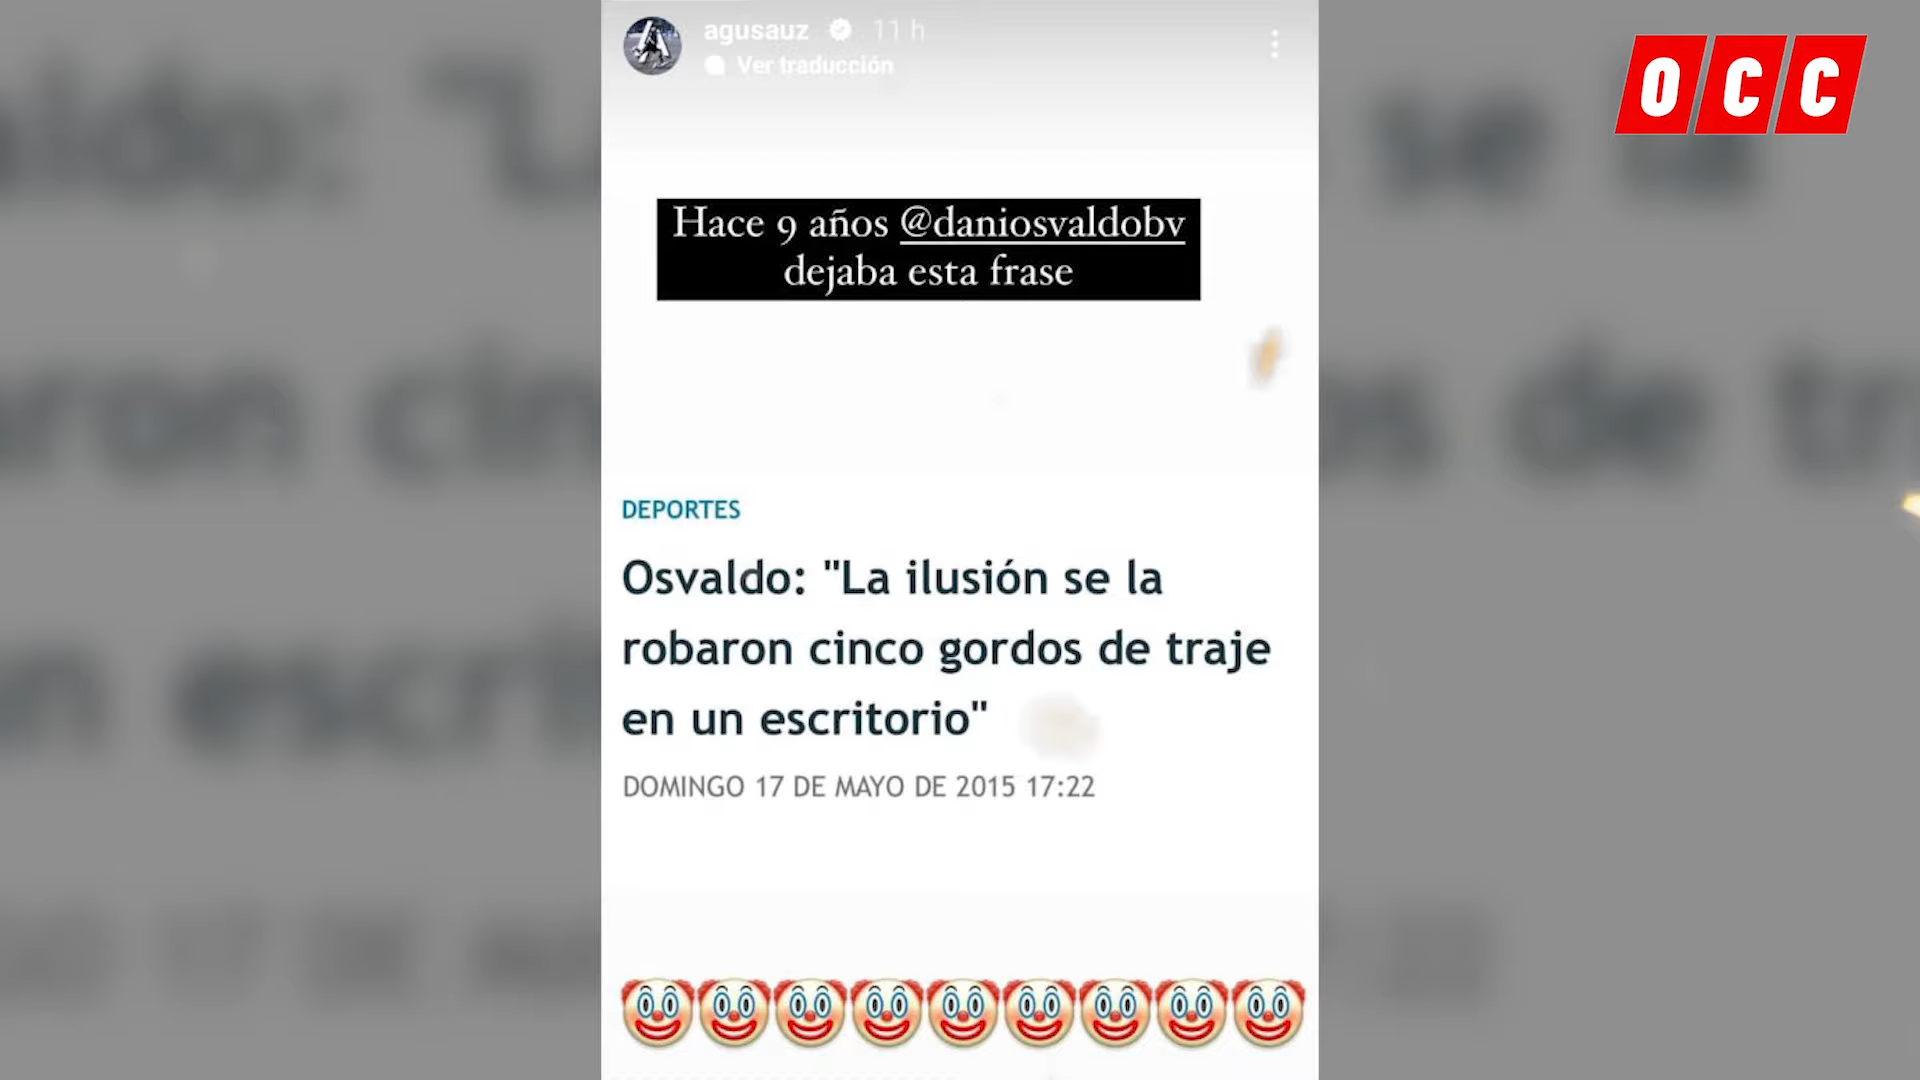 agusauz 11 h
Ver traducción
OCC
Hace 9 años @daniosvaldobv
dejaba esta frase
DEPORTES
Osvaldo: "La ilusión se la
robaron cinco gordos de traje
en un escritorio"
DOMINGO 17 DE MAYO DE 2015 17:22